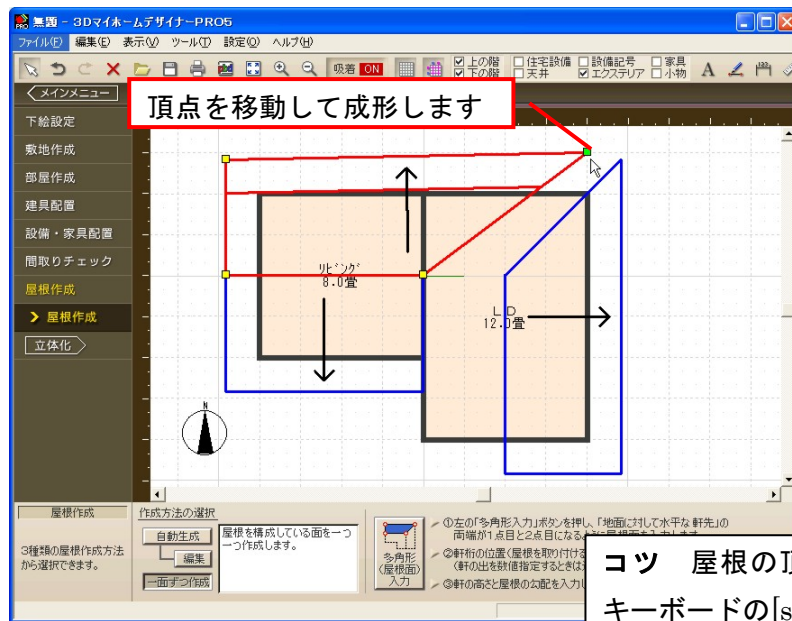 無題 - 3DマイホームデザイナーPRO5
ファイル(F) 編集(E) 表示(V) ツール(T) 設定(O) ヘルプ(H)
吸着 ON
上の階 住宅設備 設備記号 家具
下の階 天井 エクステリア 小物
メインメニュー
頂点を移動して成形します
下絵設定
敷地作成
部屋作成
建具配置
設備・家具配置
間取りチェック
屋根作成
屋根作成
立体化
リビング
8.0畳
LD
12.0畳
N
屋根作成
3種類の屋根作成方法
から選択できます。
作成方法の選択
自動生成
編集
一面ずつ作成
屋根を構成している面を一つ
一つ作成します。
多角形
(屋根面)
入力
①左の「多角形入力」ボタンを押し、「地面に対して水平な軒先」の
両端が1点目と2点目になるように屋根面を入力します
②軒桁の位置(屋根を取り付ける
(軒の出を数値指定するときは
③軒の高さと屋根の勾配を入力し
コツ 屋根の頂
キーボードの[s